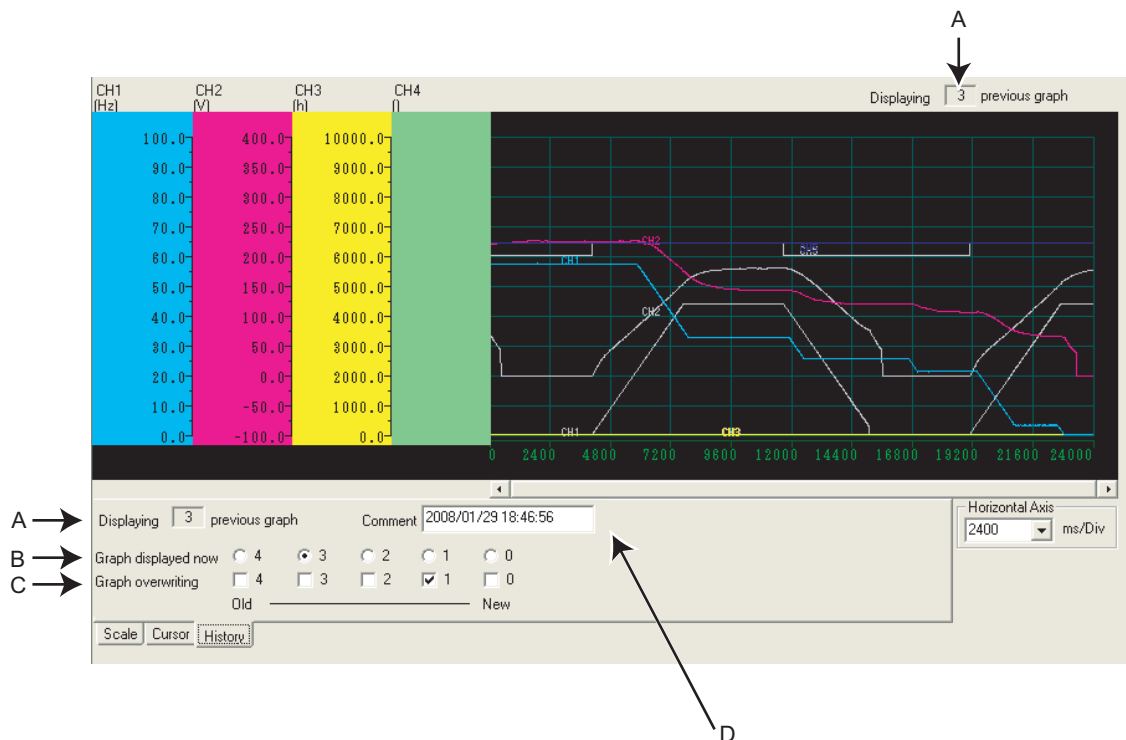 A
CH1 CH2 CH3 CH4
(Hz) (V) (h) ()
Displaying 3 previous graph
100.0 400.0 10000.0
90.0 350.0 9000.0
80.0 300.0 8000.0
70.0 250.0 7000.0
60.0 200.0 6000.0
50.0 150.0 5000.0
40.0 100.0 4000.0
30.0 50.0 3000.0
20.0 0.0 2000.0
10.0 -50.0 1000.0
0.0 -100.0 0.0
CH2
CH1
CH2
CH1 CH3
0 2400 4800 7200 9600 12000 14400 16800 19200 21600 24000
A Displaying 3 previous graph Comment 2008/01/29 18:46:56
Horizontal Axis
2400 ms/Div
B Graph displayed now 4 3 2 1 0
C Graph overwriting 4 3 2 1 0
Old New
Scale Cursor History
D